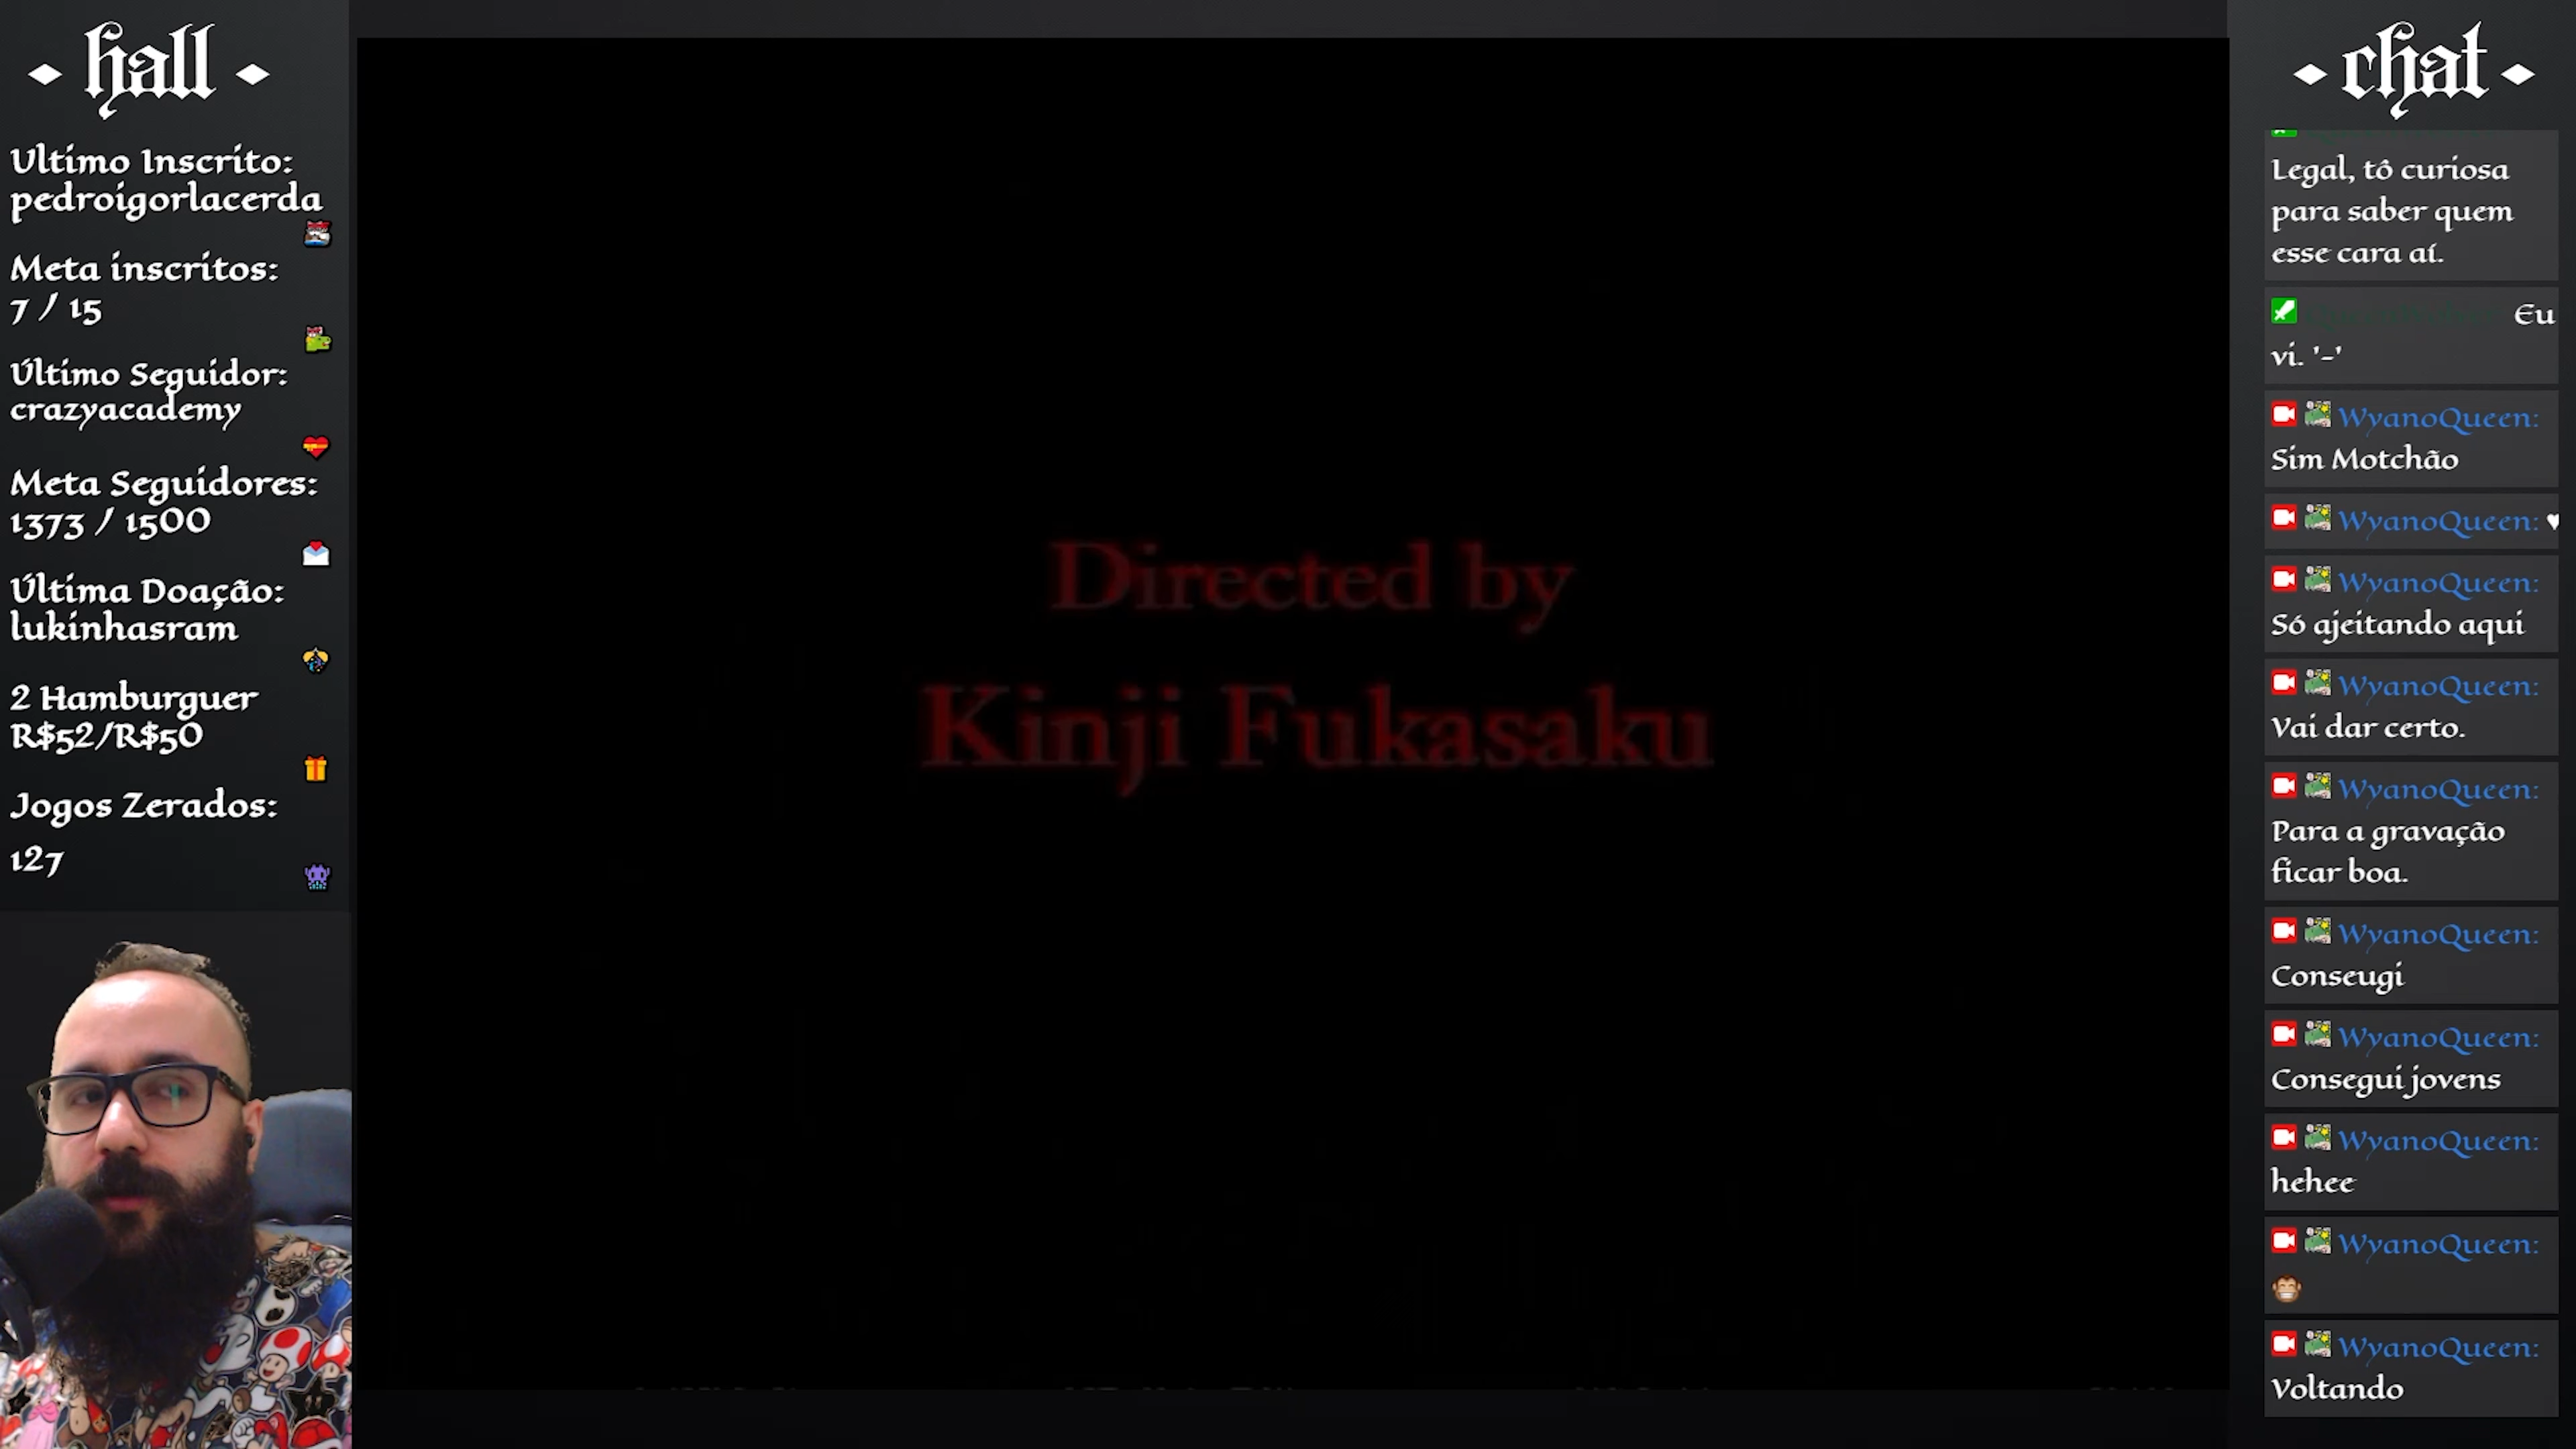 hall
Ultimo Inscrito:
pedroigorlacerda
Meta inscritos:
7 / 15
Último Seguidor:
crazyacademy
Meta Seguidores:
1373 / 1500
Última Doação:
lukinhasram
2 Hamburguer
R$52/R$50
Jogos Zerados:
127
Directed by
Kinji Fukasaku
chat
Legal, tô curiosa
para saber quem
esse cara aí.
Eu
vi. '-'
WyanoQueen:
Sim Motchão
WyanoQueen: ♥
WyanoQueen:
Só ajeitando aqui
WyanoQueen:
Vai dar certo.
WyanoQueen:
Para a gravação
ficar boa.
WyanoQueen:
Conseugi
WyanoQueen:
Consegui jovens
WyanoQueen:
hehee
WyanoQueen:
WyanoQueen:
Voltando